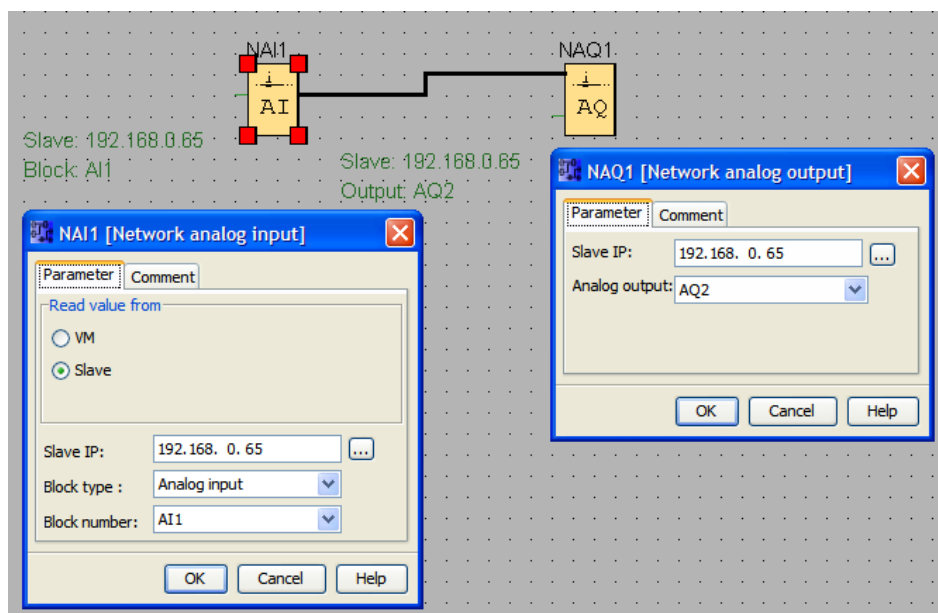 NAI1
NAQ1
AI
AQ
Slave: 192.168.0.65
Block: AI1
Slave: 192.168.0.65
Output: AQ2
NAQ1 [Network analog output]
Parameter Comment
Slave IP: 192.168. 0. 65 ...
Analog output: AQ2
OK Cancel Help
NAI1 [Network analog input]
Parameter Comment
Read value from
VM
Slave
Slave IP: 192.168. 0. 65 ...
Block type : Analog input
Block number: AI1
OK Cancel Help